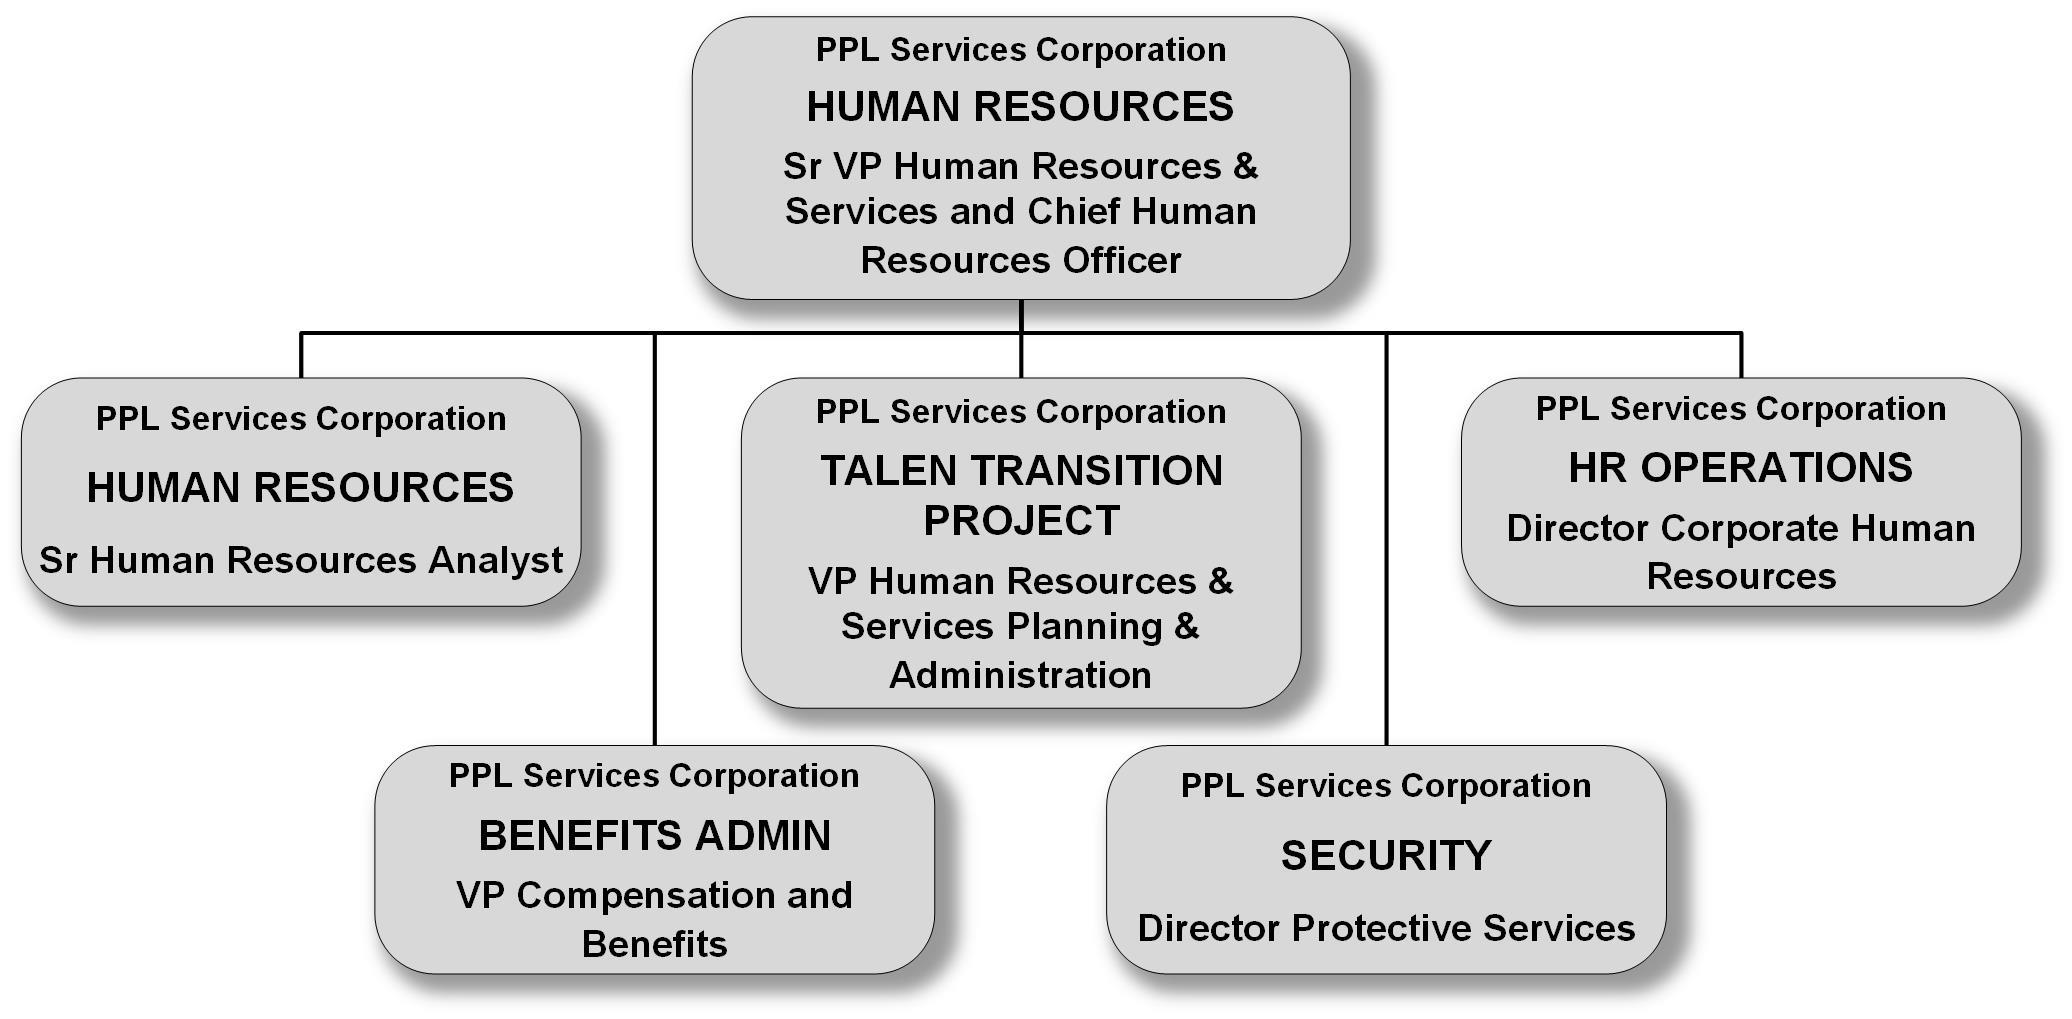 PPL Services Corporation
HUMAN RESOURCES
Sr VP Human Resources &
Services and Chief Human
Resources Officer
PPL Services Corporation
HUMAN RESOURCES
Sr Human Resources Analyst
PPL Services Corporation
TALEN TRANSITION
PROJECT
VP Human Resources &
Services Planning &
Administration
PPL Services Corporation
HR OPERATIONS
Director Corporate Human
Resources
PPL Services Corporation
BENEFITS ADMIN
VP Compensation and
Benefits
PPL Services Corporation
SECURITY
Director Protective Services